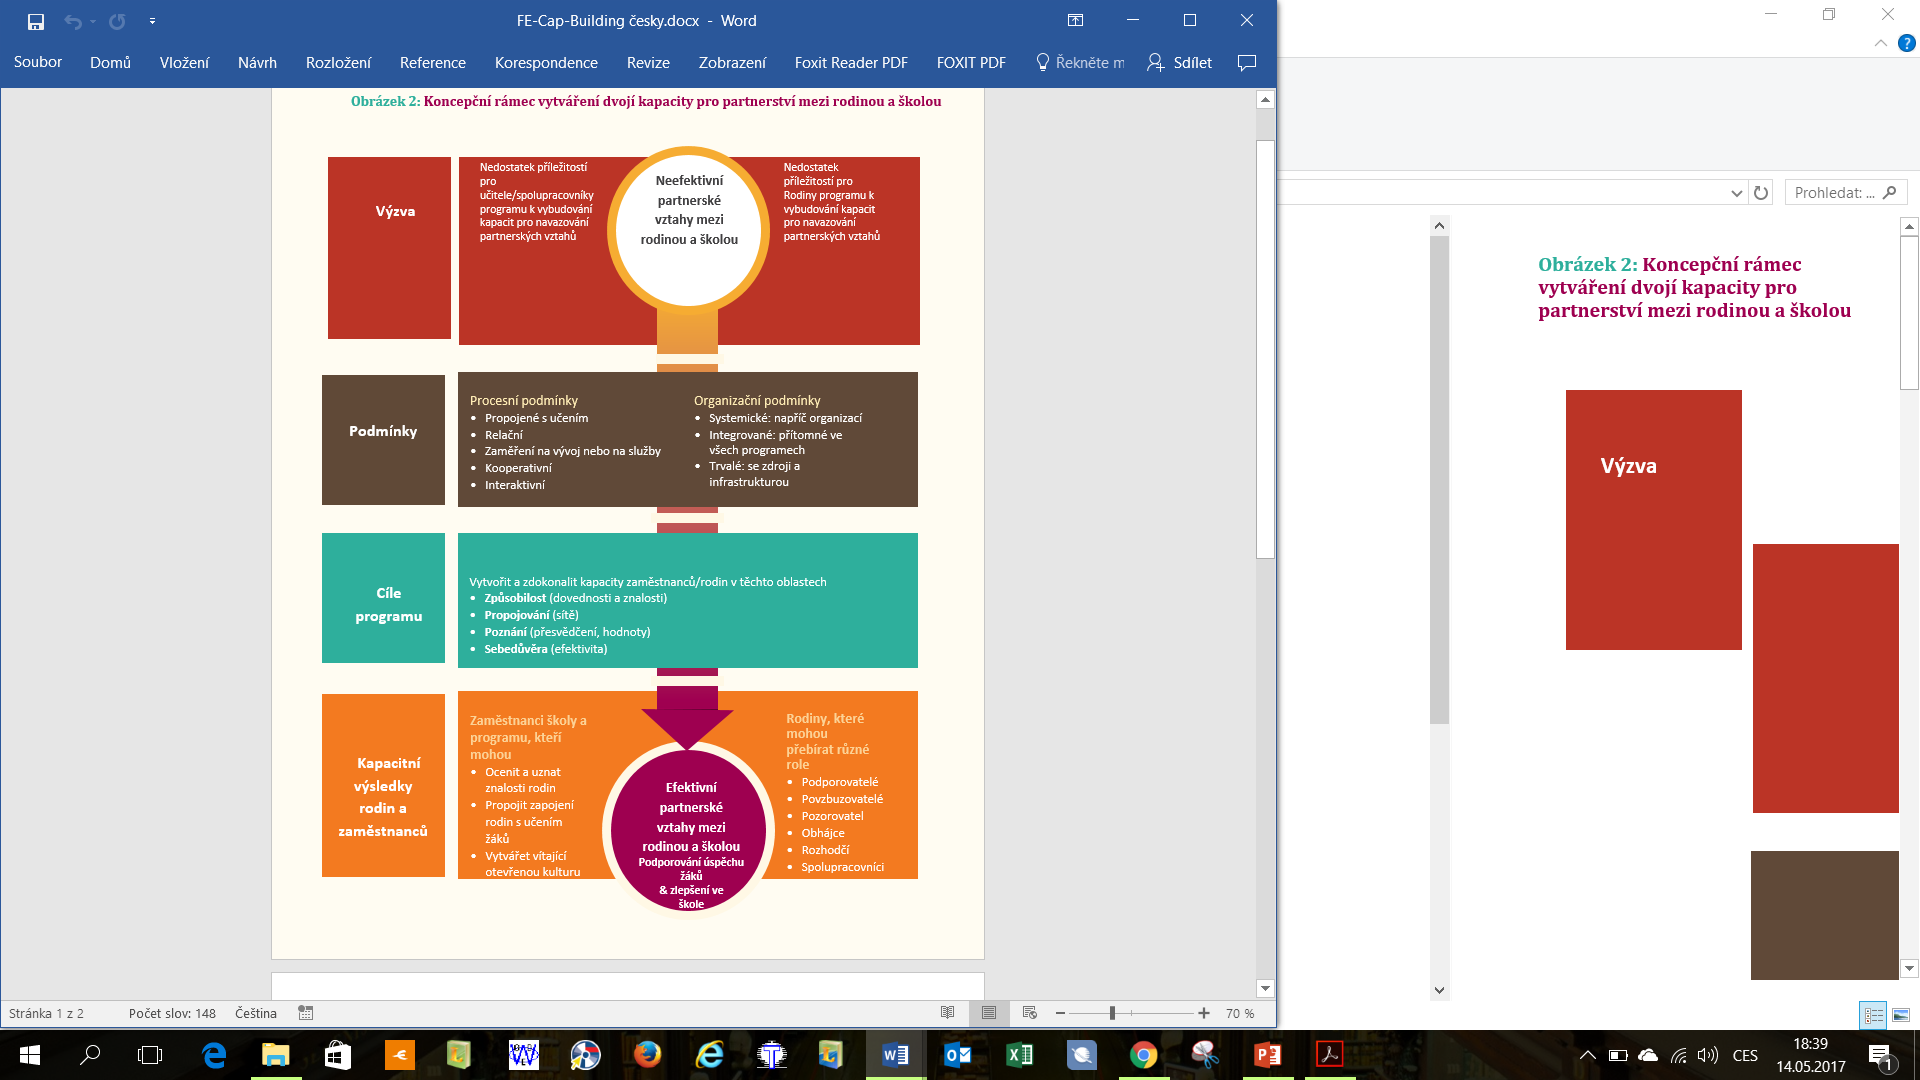 FE-Cap-Building česky.docx - Word
Soubor Domů Vložení Návrh Rozložení Reference Korespondence Revize Zobrazení Foxit Reader PDF FOXIT PDF Řekněte m Sdílet
Obrázek 2: Koncepční rámec vytváření dvojí kapacity pro partnerství mezi rodinou a školou
Výzva
Nedostatek příležitostí
pro
učitele/spolupracovníky
programu k vybudování
kapacit pro navazování
partnerských vztahů
Neefektivní
partnerské
vztahy mezi
rodinou a školou
Nedostatek
příležitostí pro
Rodiny programu k
vybudování kapacit
pro navazování
partnerských vztahů
Podmínky
Procesní podmínky
• Propojené s učením
• Relační
• Zaměření na vývoj nebo na služby
• Kooperativní
• Interaktivní
Organizační podmínky
• Systemické: napříč organizací
• Integrované: přítomné ve
všech programech
• Trvalé: se zdroji a
infrastrukturou
Cíle
programu
Vytvořit a zdokonalit kapacity zaměstnanců/rodin v těchto oblastech
• Způsobilost (dovednosti a znalosti)
• Propojování (sítě)
• Poznání (přesvědčení, hodnoty)
• Sebedůvěra (efektivita)
Kapacitní
výsledky
rodin a
zaměstnanců
Zaměstnanci školy a
programu, kteří
mohou
• Ocenit a uznat
znalosti rodin
• Propojit zapojení
rodin s učením
žáků
• Vytvářet vítající
otevřenou kulturu
Efektivní
partnerské
vztahy mezi
rodinou a školou
Podporování úspěchu
žáků
& zlepšení ve
škole
Rodiny, které
mohou
přebírat různé
role
• Podporovatelé
• Povzbuzovatelé
• Pozorovatel
• Obhájce
• Rozhodčí
• Spolupracovníci
Stránka 1 z 2 Počet slov: 148 Čeština 70 %
Prohledat: ...
Obrázek 2: Koncepční rámec
vytváření dvojí kapacity pro
partnerství mezi rodinou a školou
Výzva
CES
18:39
14.05.2017
1